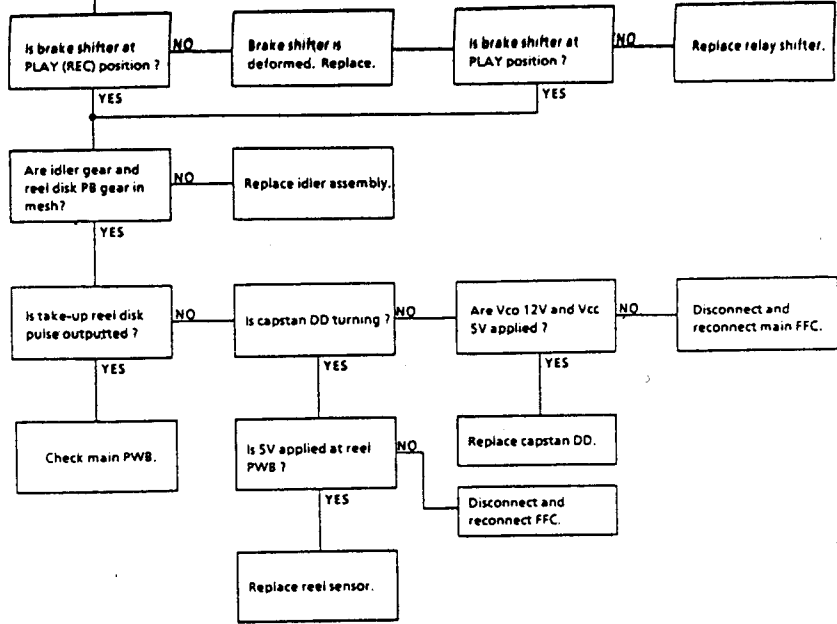 Is brake shifter at
PLAY (REC) position ?
NO
Brake shifter is
deformed. Replace.
Is brake shifter at
PLAY position ?
NO
Replace relay shifter.
YES
YES
Are idler gear and
reel disk PB gear in
mesh?
NO
Replace idler assembly.
YES
Is take-up reel disk
pulse outputted ?
NO
Is capstan DD turning ?
NO
Are Vco 12V and Vcc
5V applied ?
NO
Disconnect and
reconnect main FFC.
YES
YES
YES
Check main PWB.
Is 5V applied at reel
PWB ?
NO
Replace capstan DD.
YES
Disconnect and
reconnect FFC.
Replace reel sensor.